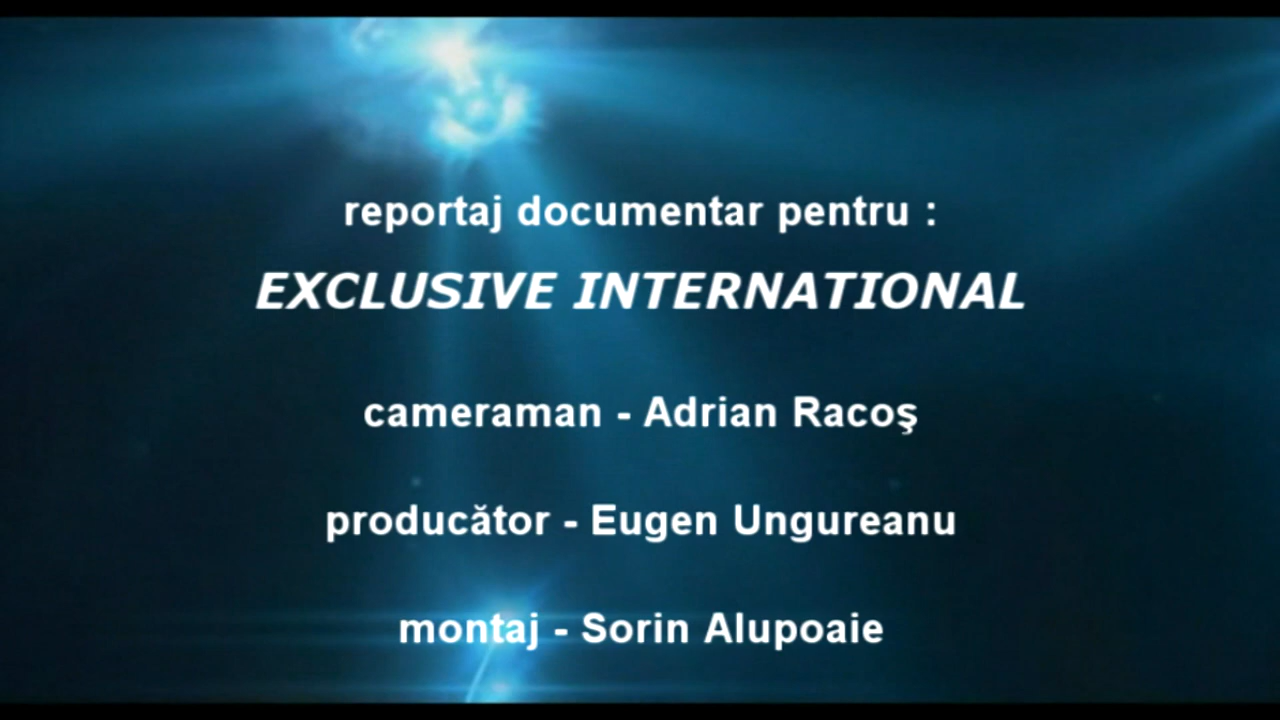 reportaj documentar pentru :
EXCLUSIVE INTERNATIONAL
cameraman - Adrian Racoş
producător - Eugen Ungureanu
montaj - Sorin Alupoaie